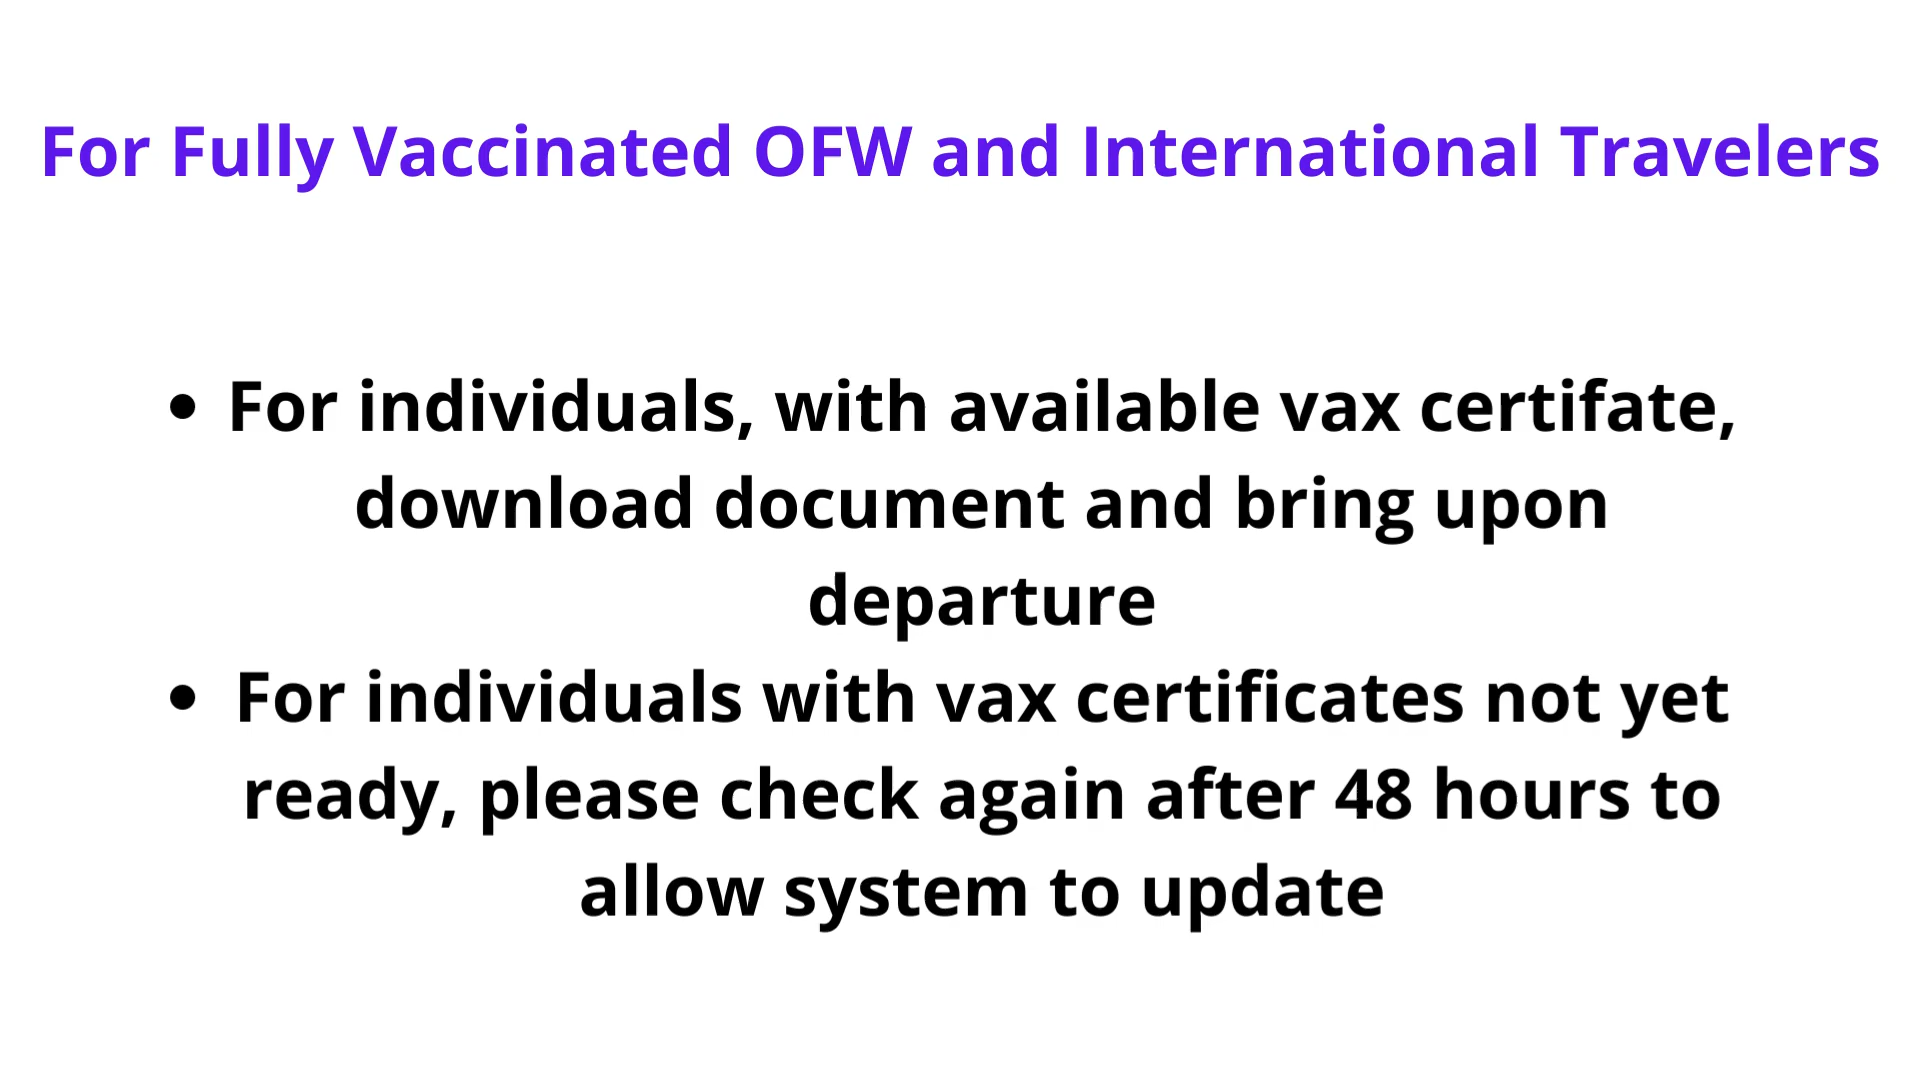 For Fully Vaccinated OFW and International Travelers
• For individuals, with available vax certifate,
download document and bring upon
departure
• For individuals with vax certificates not yet
ready, please check again after 48 hours to
allow system to update